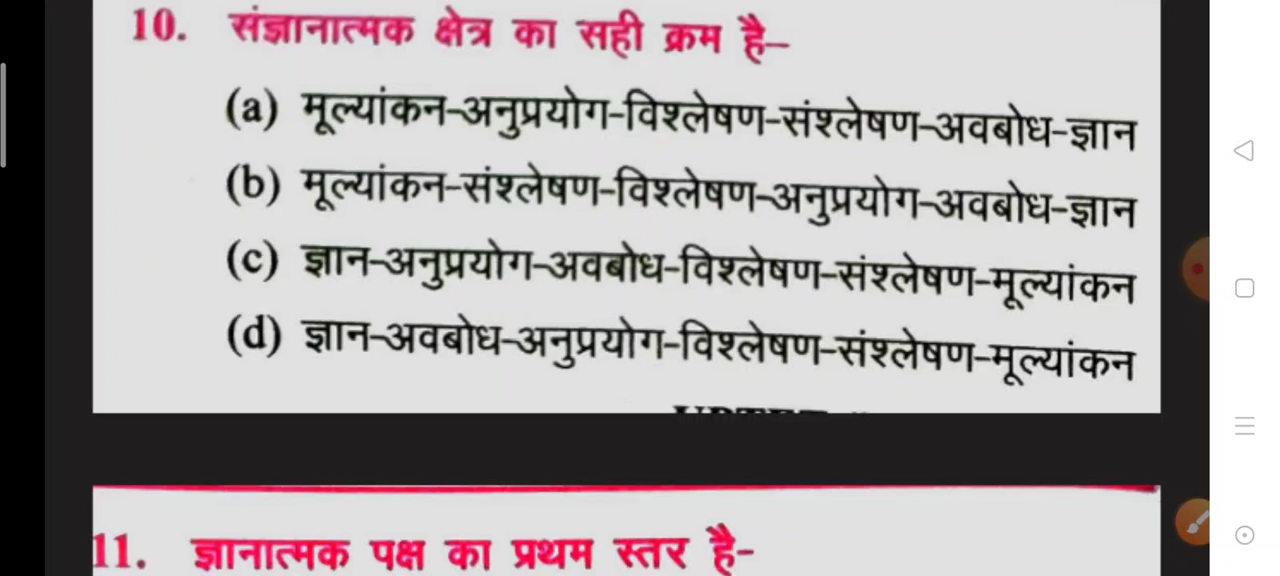 10. संज्ञानात्मक क्षेत्र का सही क्रम है–
(a) मूल्यांकन-अनुप्रयोग-विश्लेषण-संश्लेषण-अवबोध-ज्ञान
(b) मूल्यांकन-संश्लेषण-विश्लेषण-अनुप्रयोग-अवबोध-ज्ञान
(c) ज्ञान-अनुप्रयोग-अवबोध-विश्लेषण-संश्लेषण-मूल्यांकन
(d) ज्ञान-अवबोध-अनुप्रयोग-विश्लेषण-संश्लेषण-मूल्यांकन
11. ज्ञानात्मक पक्ष का प्रथम स्तर है-